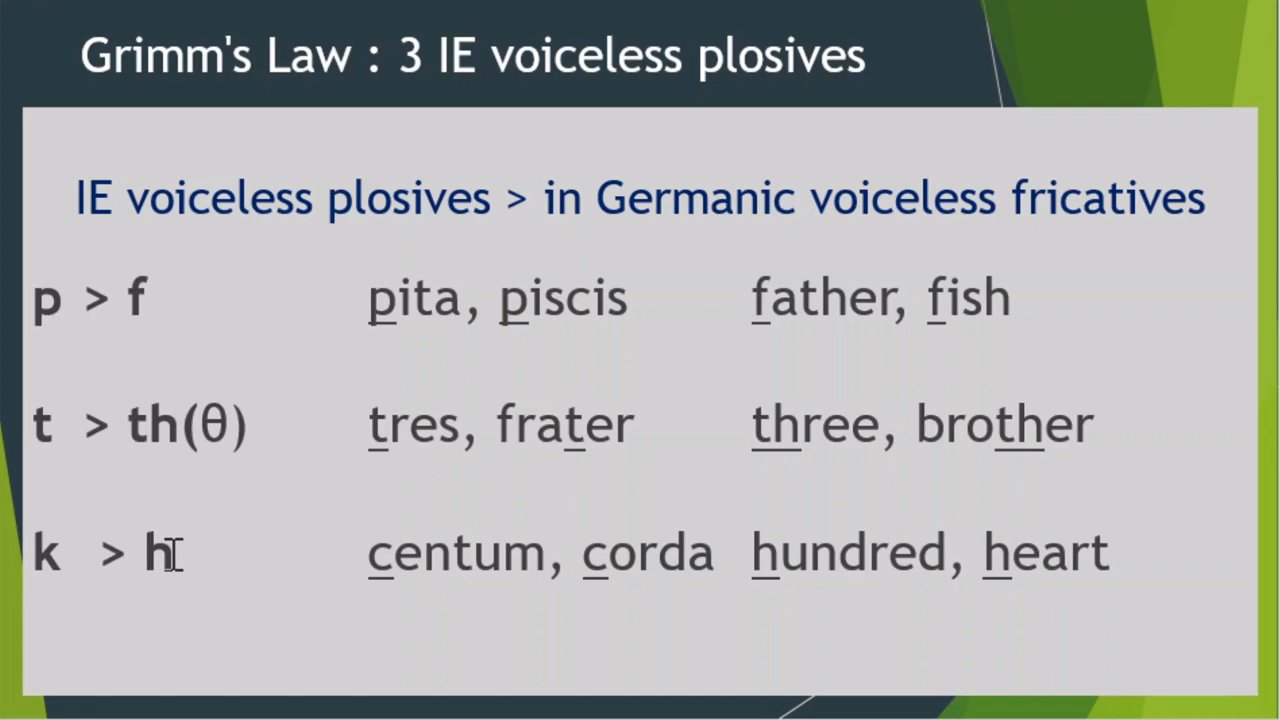 Grimm's Law : 3 IE voiceless plosives
IE voiceless plosives > in Germanic voiceless fricatives
p > f pita, piscis father, fish
t > th(θ) tres, frater three, brother
k > h centum, corda hundred, heart